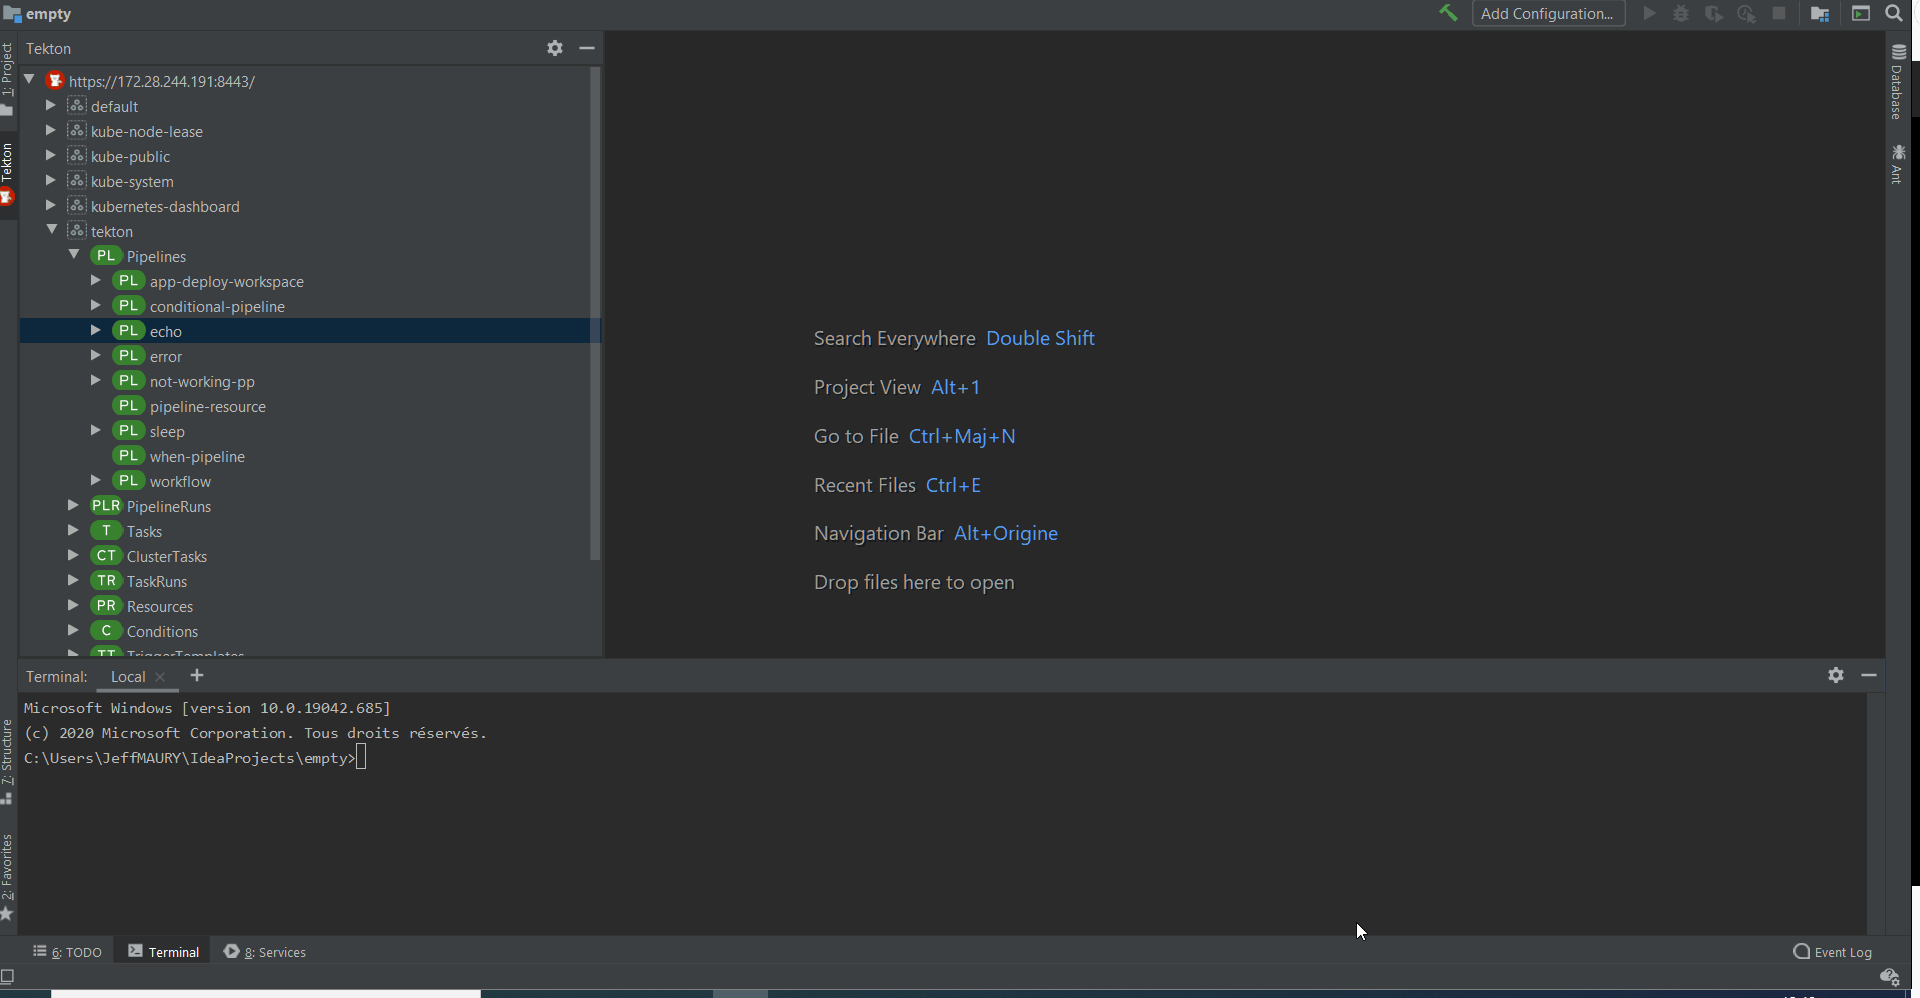 empty
Add Configuration...
1: Project
Tekton
https://172.28.244.191:8443/
default
kube-node-lease
kube-public
kube-system
kubernetes-dashboard
tekton
PL Pipelines
PL app-deploy-workspace
PL conditional-pipeline
PL echo
PL error
PL not-working-pp
PL pipeline-resource
PL sleep
PL when-pipeline
PL workflow
PLR PipelineRuns
T Tasks
CT ClusterTasks
TR TaskRuns
PR Resources
C Conditions
TT TriggerTemplates
Tekton
Search Everywhere Double Shift
Project View Alt+1
Go to File Ctrl+Maj+N
Recent Files Ctrl+E
Navigation Bar Alt+Origine
Drop files here to open
Database
Ant
Terminal: Local
Microsoft Windows [version 10.0.19042.685]
(c) 2020 Microsoft Corporation. Tous droits réservés.
C:\Users\JeffMAURY\IdeaProjects\empty>
7: Structure
2: Favorites
6: TODO
Terminal
8: Services
Event Log